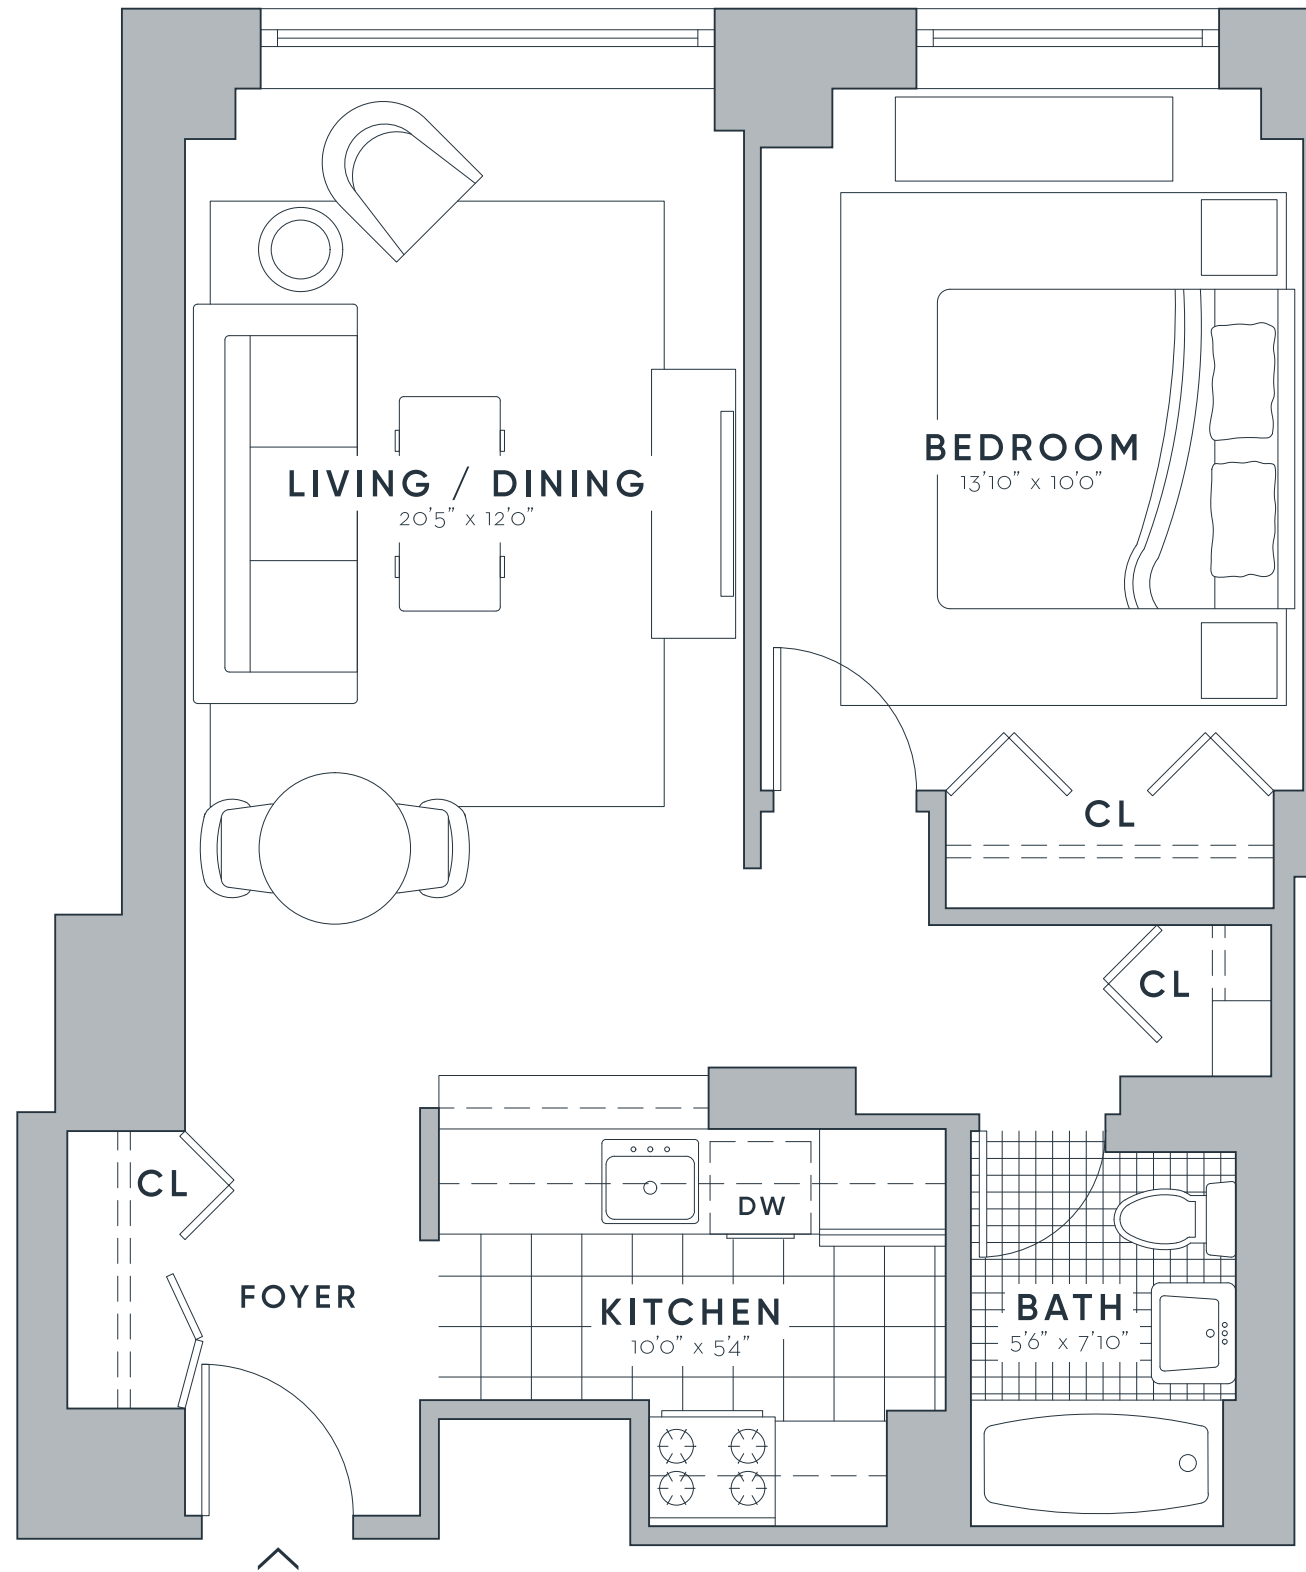 BEDROOM
13'10" x 10'0"
LIVING / DINING
20'5" x 12'0"
CL
CL
CL
DW
FOYER
KITCHEN
10'0" x 5'4"
BATH
5'6" x 7'10"